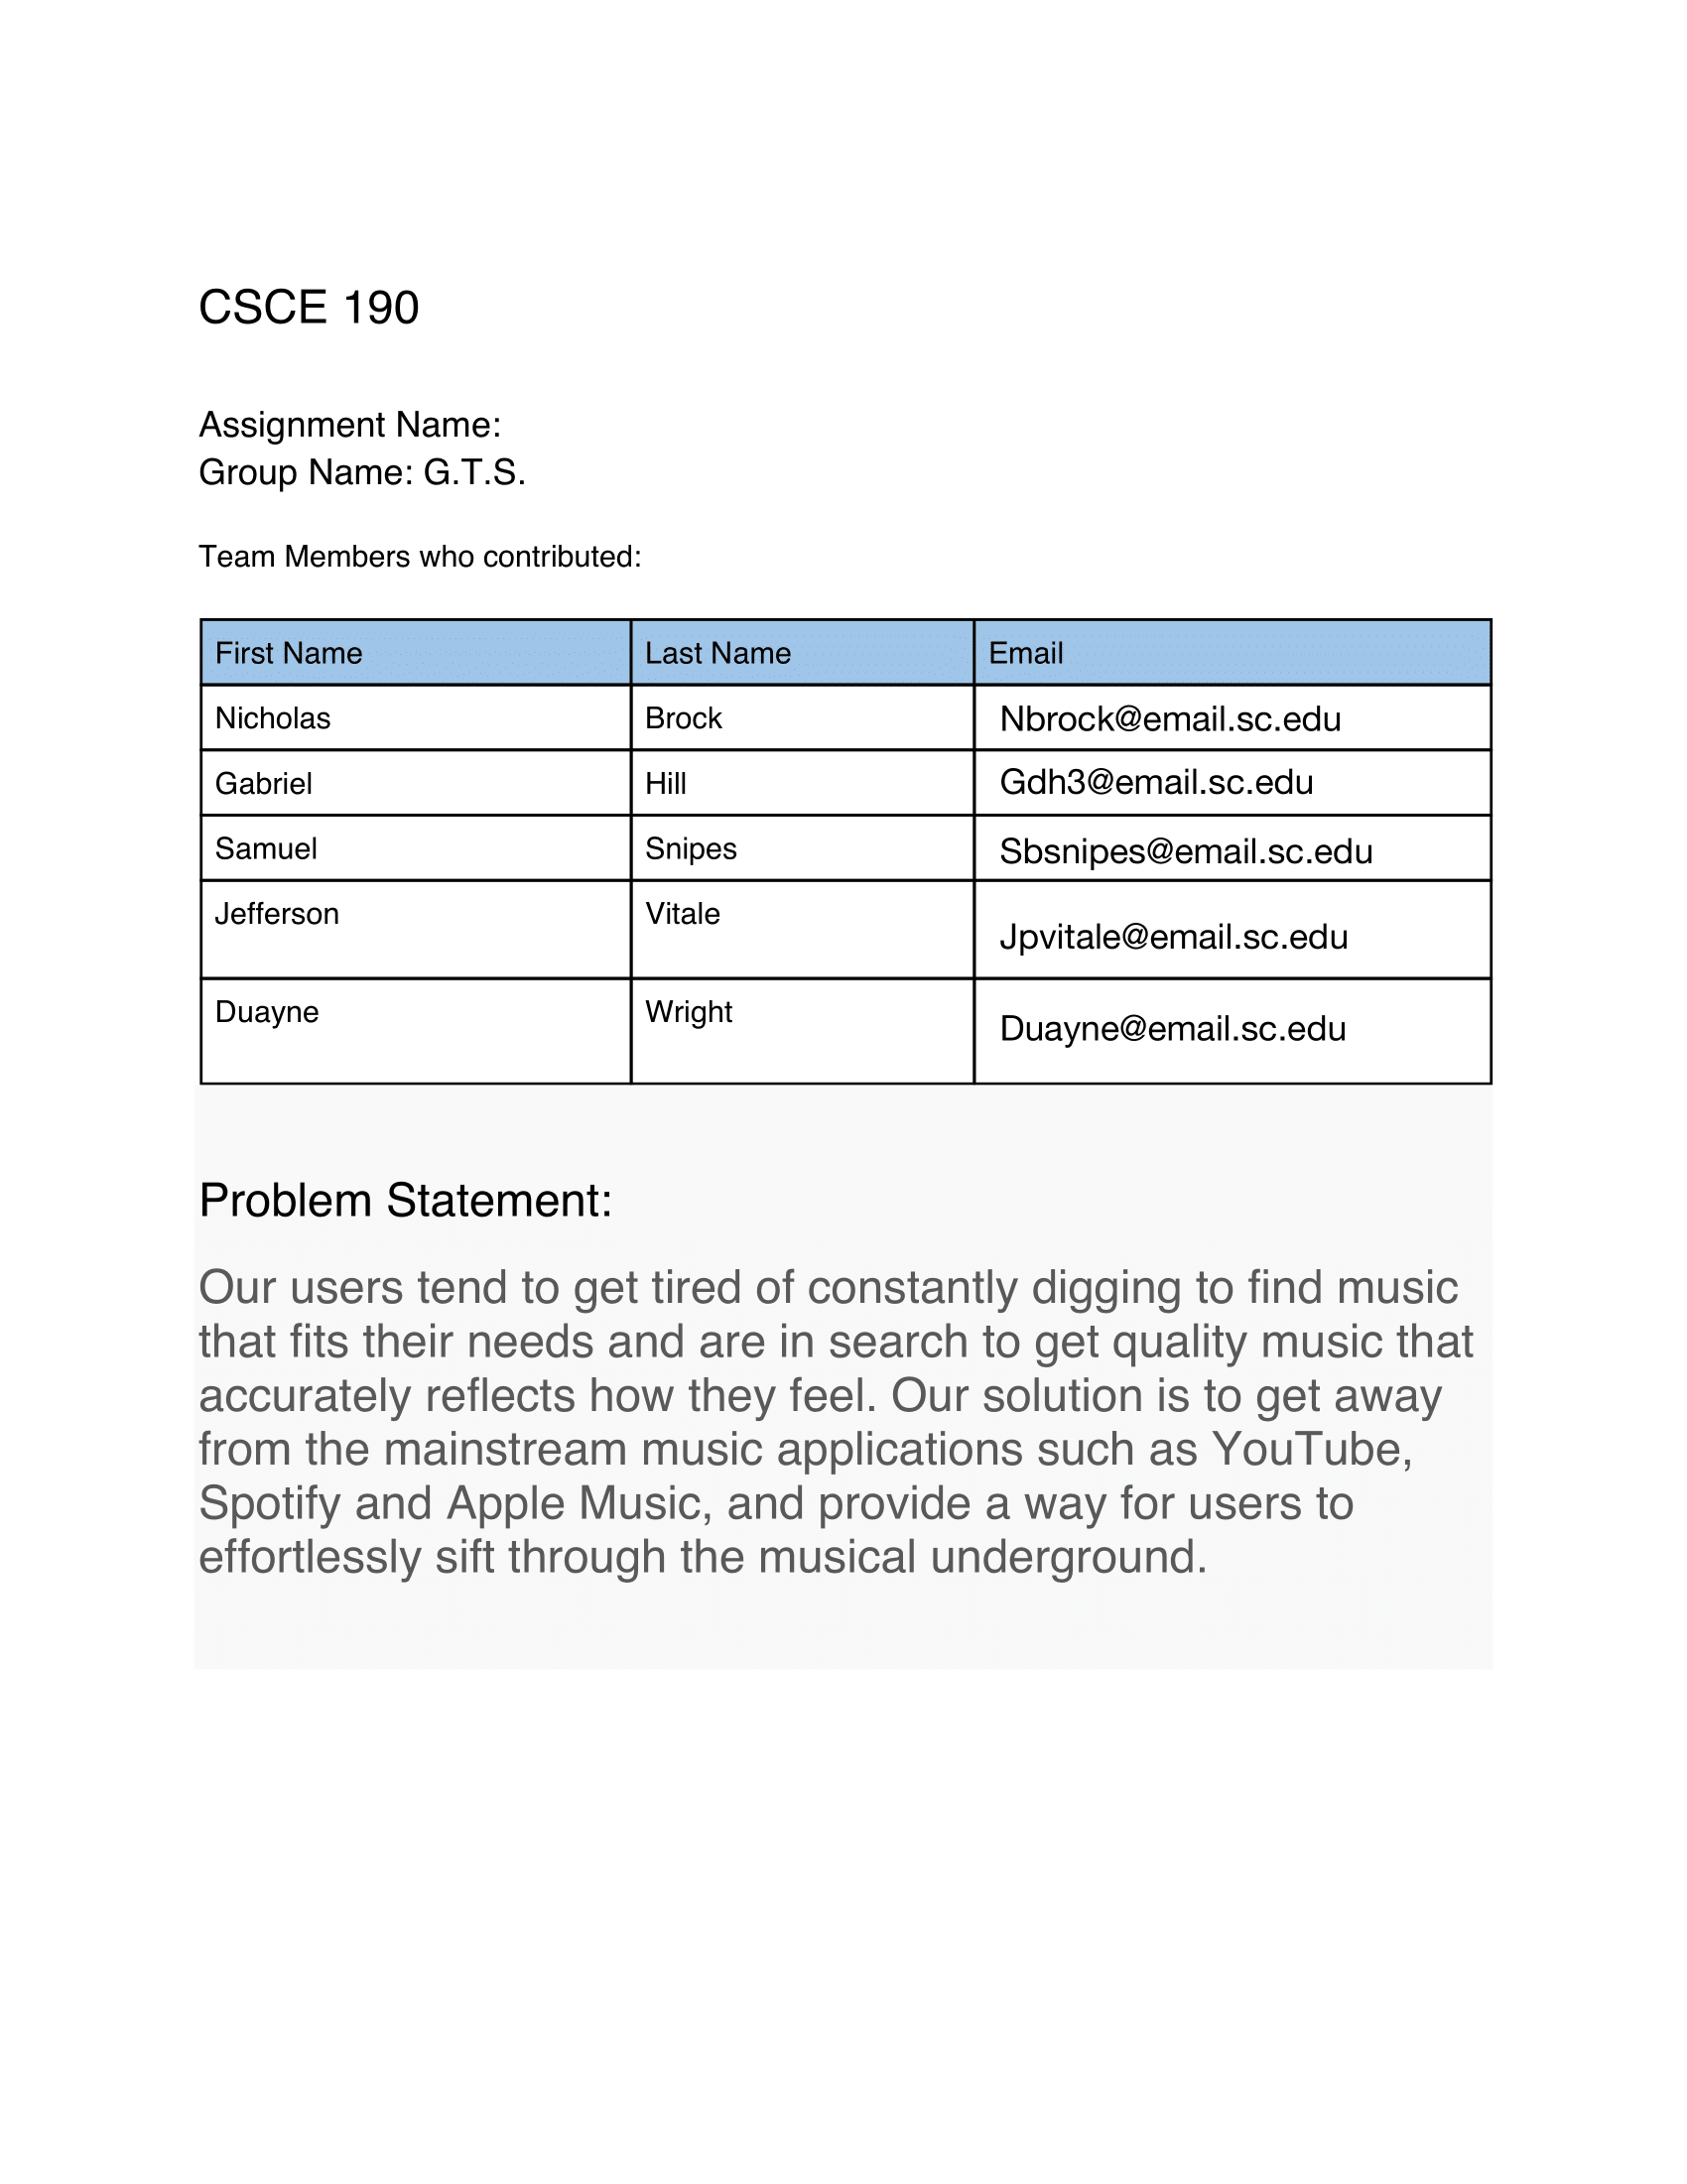 CSCE 190
Assignment Name:
Group Name: G.T.S.
Team Members who contributed:
First Name Last Name Email
Nicholas Brock Nbrock@email.sc.edu
Gabriel Hill Gdh3@email.sc.edu
Samuel Snipes Sbsnipes@email.sc.edu
Jefferson Vitale Jpvitale@email.sc.edu
Duayne Wright Duayne@email.sc.edu
Problem Statement:
Our users tend to get tired of constantly digging to find music
that fits their needs and are in search to get quality music that
accurately reflects how they feel. Our solution is to get away
from the mainstream music applications such as YouTube,
Spotify and Apple Music, and provide a way for users to
effortlessly sift through the musical underground.